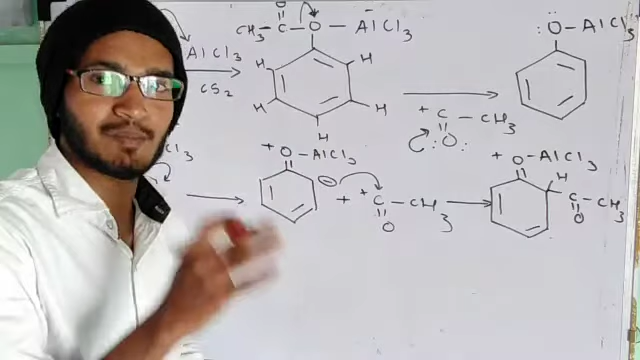 O
CH3 — C — O — AlCl3
AlCl3
CS2
H H
H H
H
:O — AlCl3
+ C — CH3
:O:
Cl3
+ O — AlCl3
+ + C — CH3
O
+ O — AlCl3
H
C — CH3
O